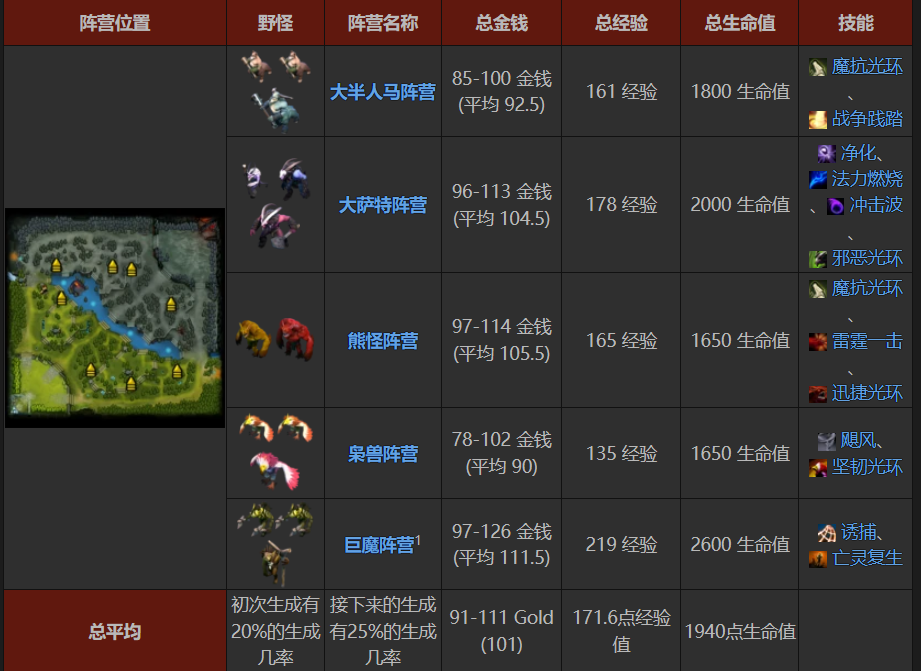 阵营位置 野怪 阵营名称 总金钱 总经验 总生命值 技能
大半人马阵营
85-100 金钱
(平均 92.5)
161 经验
1800 生命值
魔抗光环
、
战争践踏
大萨特阵营
96-113 金钱
(平均 104.5)
178 经验
2000 生命值
净化、
法力燃烧
、冲击波
、
邪恶光环
熊怪阵营
97-114 金钱
(平均 105.5)
165 经验
1650 生命值
魔抗光环
、
雷霆一击
、
迅捷光环
枭兽阵营
78-102 金钱
(平均 90)
135 经验
1650 生命值
飓风、
坚韧光环
巨魔阵营1
97-126 金钱
(平均 111.5)
219 经验
2600 生命值
诱捕、
亡灵复生
总平均
初次生成有
20%的生成
几率
接下来的生成
有25%的生成
几率
91-111 Gold
(101)
171.6点经验
值
1940点生命值